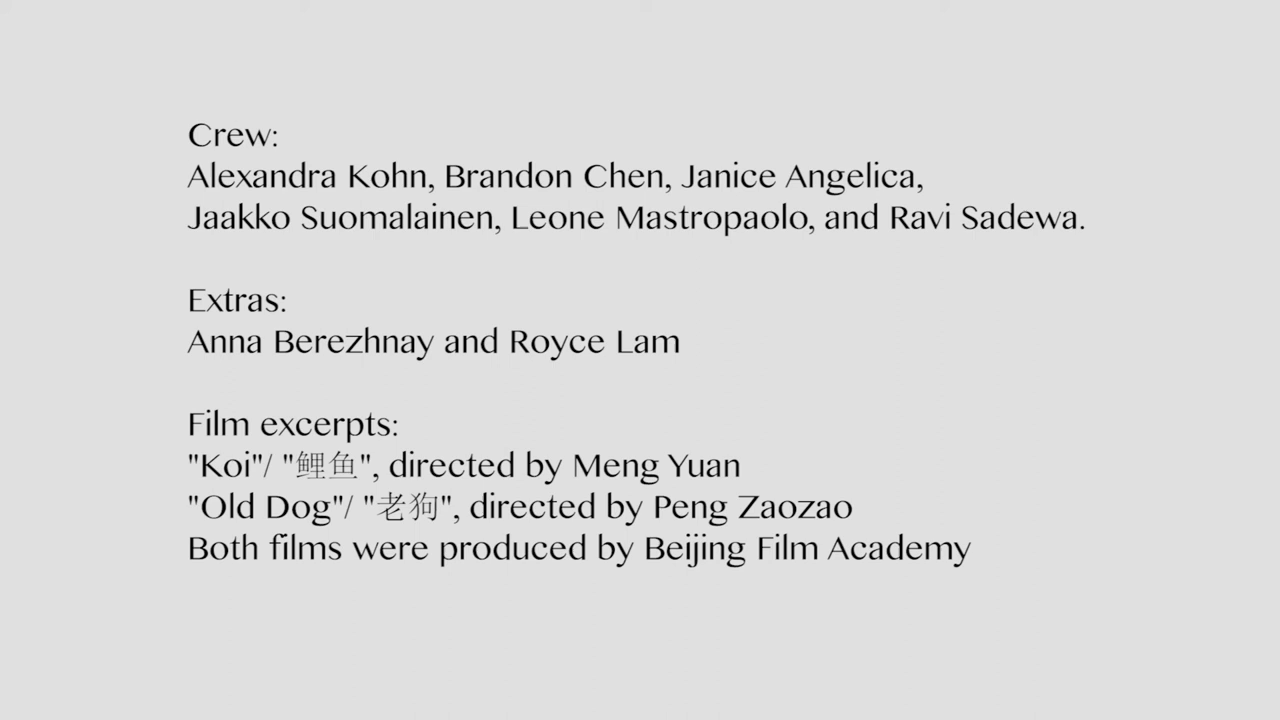 Crew:
Alexandra Kohn, Brandon Chen, Janice Angelica,
Jaakko Suomalainen, Leone Mastropaolo, and Ravi Sadewa.
Extras:
Anna Berezhnay and Royce Lam
Film excerpts:
"Koi"/ "鲤鱼", directed by Meng Yuan
"Old Dog"/ "老狗", directed by Peng Zaozao
Both films were produced by Beijing Film Academy